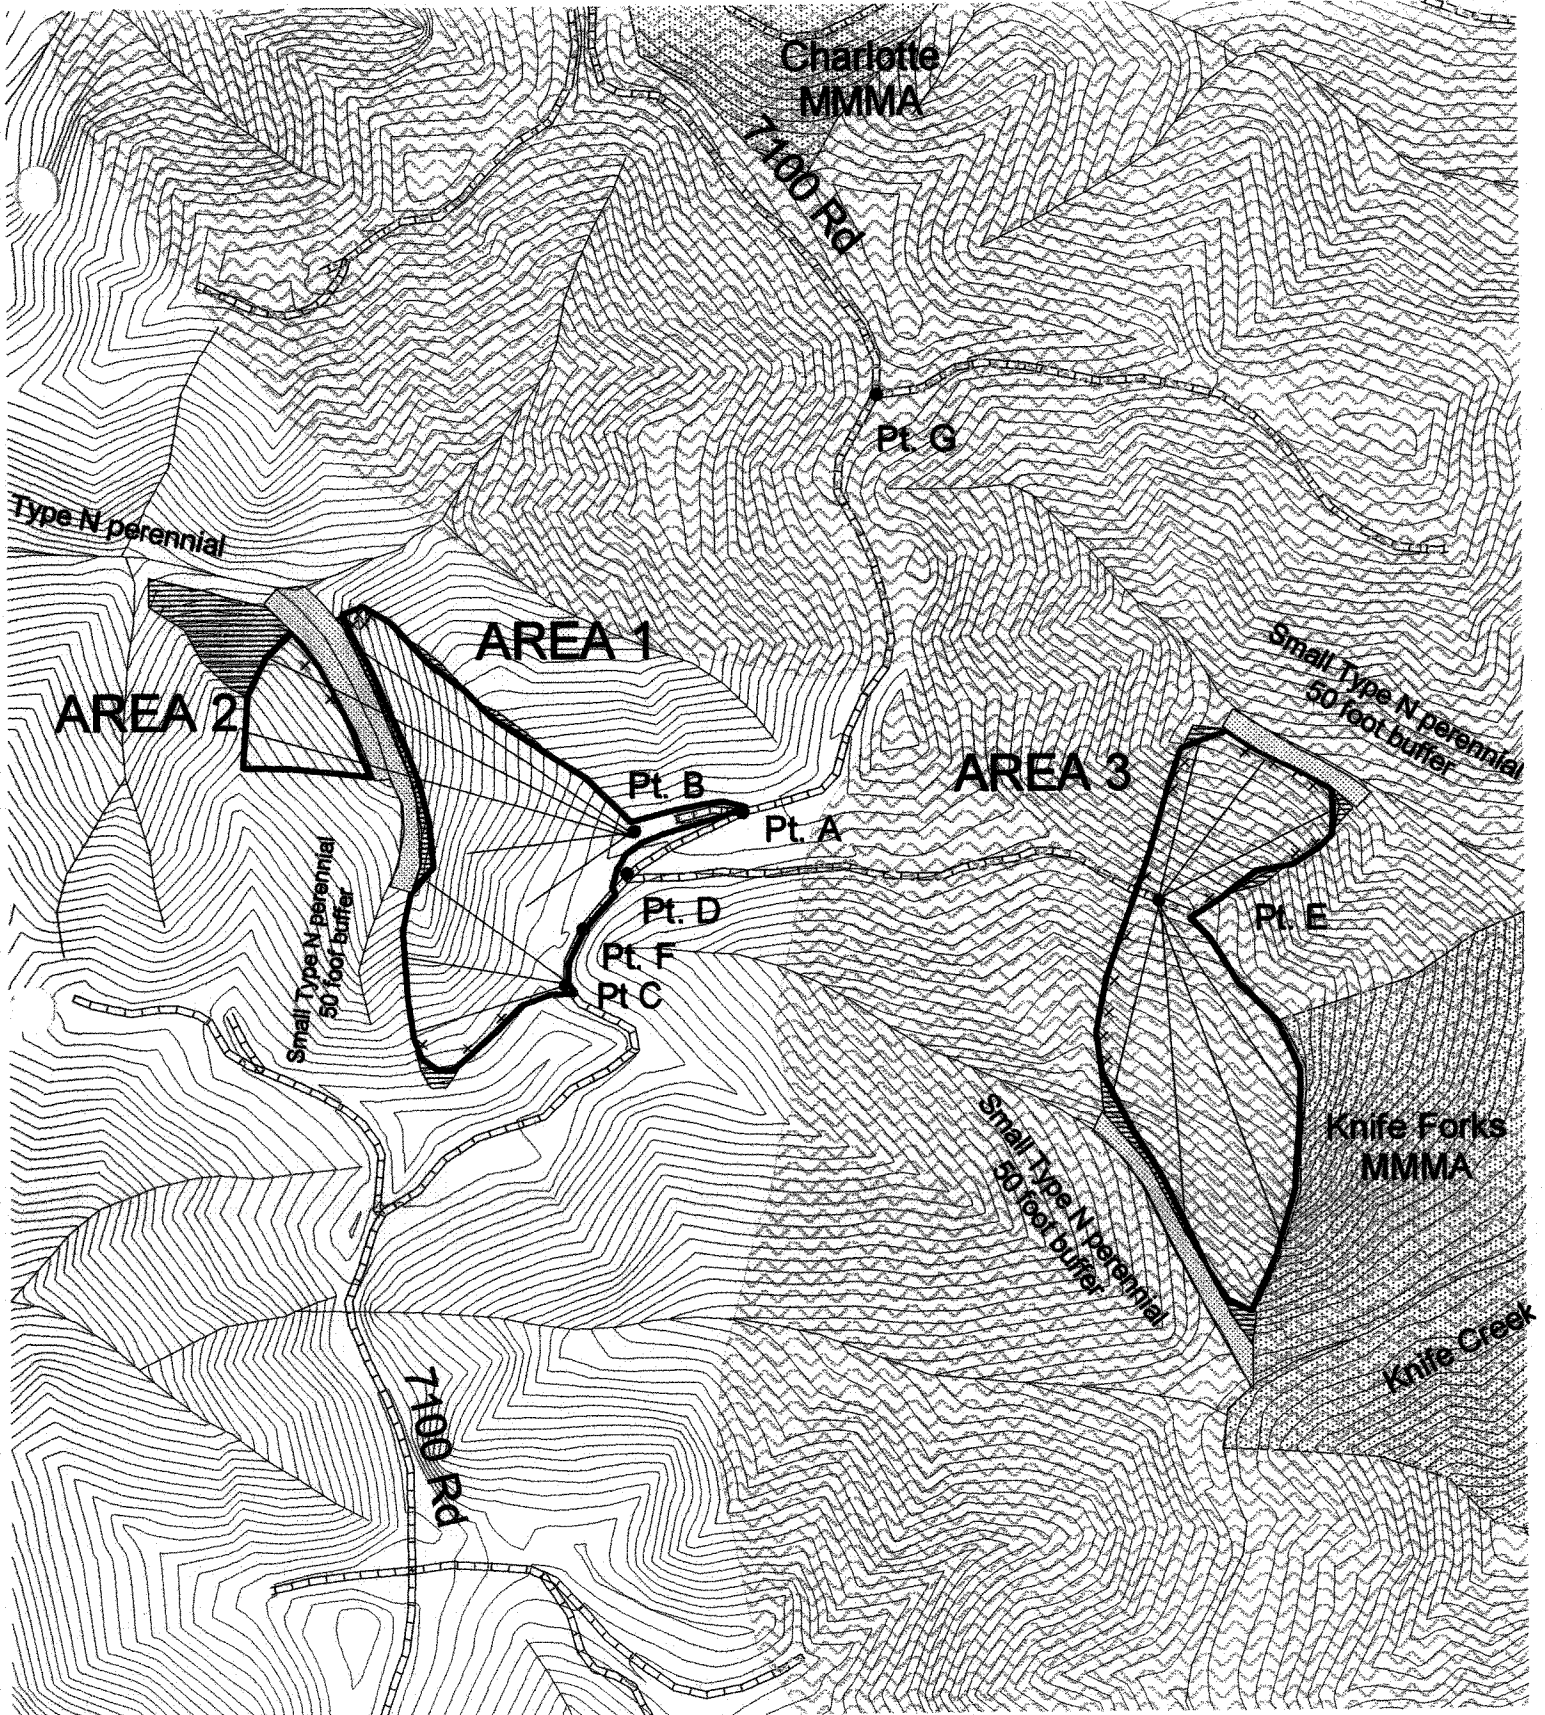 Charlotte
MMMA
7100 Rd
Pt. G
Type N perennial
AREA 1
Small Type N perennial
50 foot buffer
AREA 2
AREA 3
Pt. B
Pt. A
Pt. D
Pt. E
Small Type N perennial
50 foot buffer
Pt. F
Pt C
Knife Forks
MMMA
Small Type N perennial
50 foot buffer
Knife Creek
7100 Rd